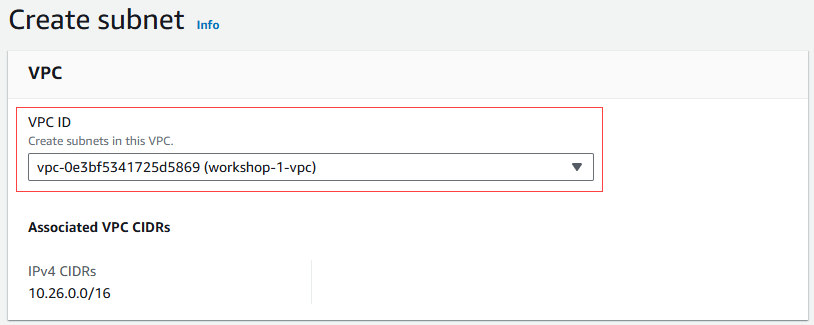 Create subnet Info
VPC
VPC ID
Create subnets in this VPC.
vpc-0e3bf5341725d5869 (workshop-1-vpc)
Associated VPC CIDRs
IPv4 CIDRs
10.26.0.0/16